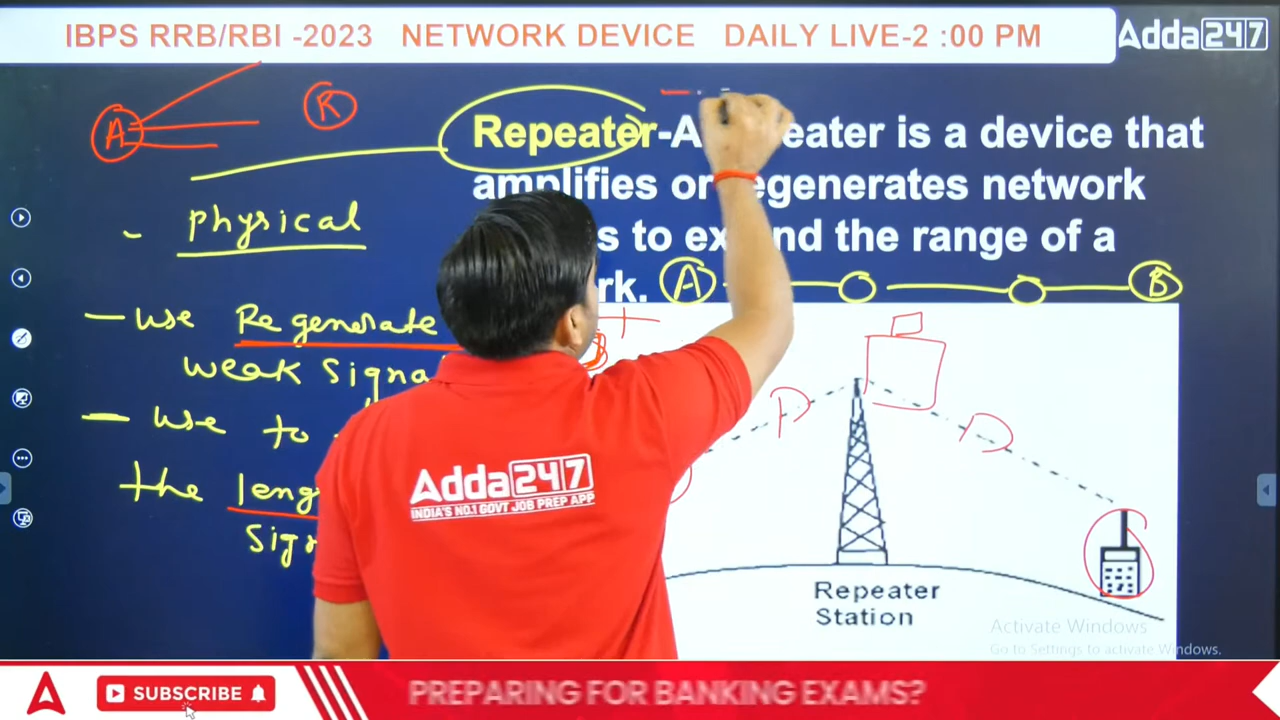 IBPS RRB/RBI -2023 NETWORK DEVICE DAILY LIVE-2 :00 PM
Adda247
A
R
Repeater-A eater is a device that
amplifies or egenerates network
s to ex nd the range of a
rk.
A B
- Physical
- use Regenerate
weak Signa
- use to
the leng
Sign
P
D
Adda247
INDIA'S NO.1 GOVT JOB PREP APP
Repeater
Station
Activate Windows
Go to Settings to activate Windows.
SUBSCRIBE
PREPARING FOR BANKING EXAMS?